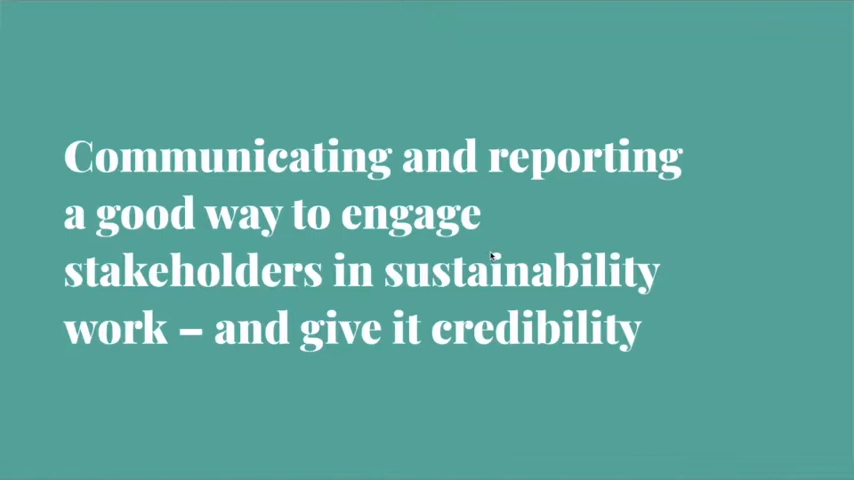 Communicating and reporting
a good way to engage
stakeholders in sustainability
work – and give it credibility